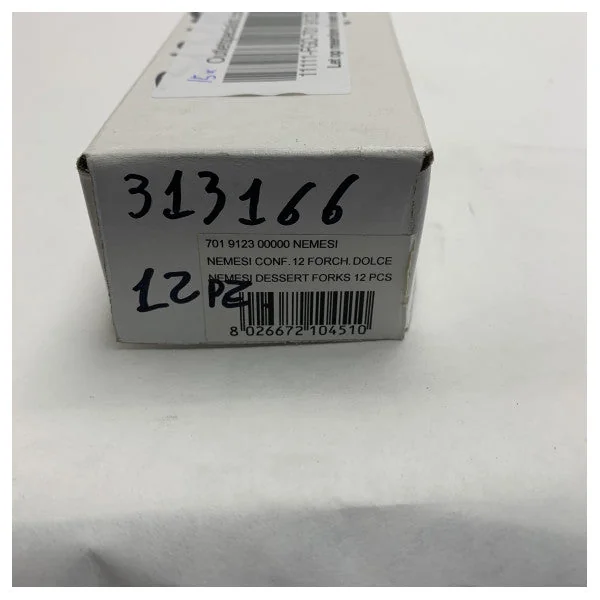 15x
313166
701 9123 00000 NEMESI
NEMESI CONF. 12 FORCH. DOLCE
NEMESI DESSERT FORKS 12 PCS
12 PZ
8 026672 104510